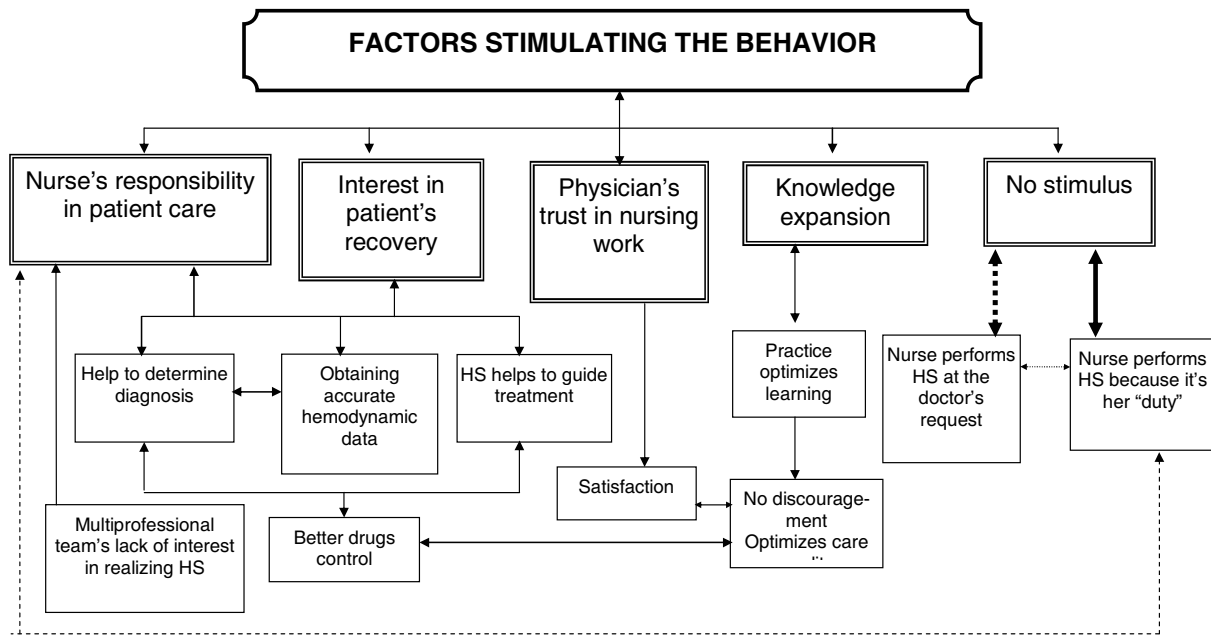 FACTORS STIMULATING THE BEHAVIOR
Nurse's responsibility
in patient care
Interest in
patient's
recovery
Physician's
trust in nursing
work
Knowledge
expansion
No stimulus
Help to determine
diagnosis
Obtaining
accurate
hemodynamic
data
HS helps to guide
treatment
Practice
optimizes
learning
Nurse performs
HS at the
doctor's
request
Nurse performs
HS because it's
her “duty”
Multiprofessional
team's lack of interest
in realizing HS
Better drugs
control
Satisfaction
No discourage-
ment
Optimizes care